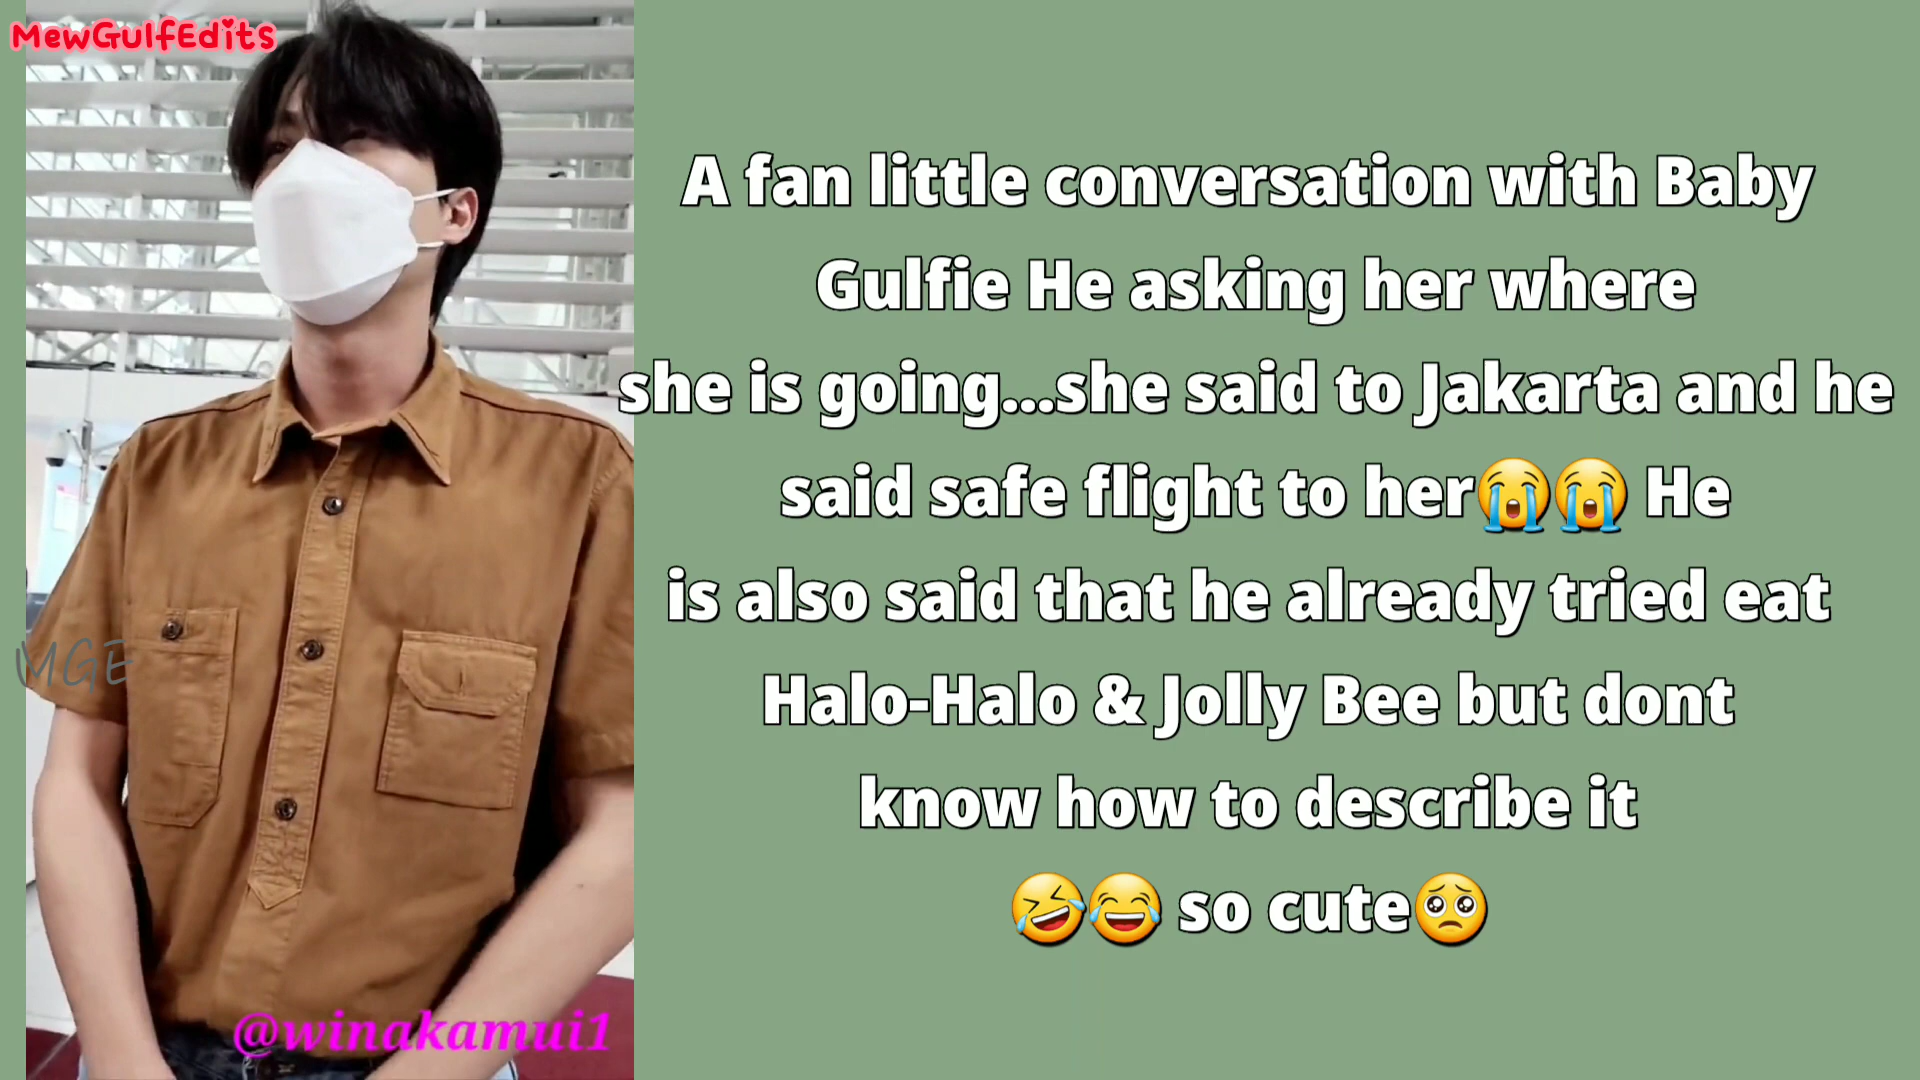 MewGulfEdits
A fan little conversation with Baby
Gulfie He asking her where
she is going...she said to Jakarta and he
said safe flight to her😭😭 He
is also said that he already tried eat
Halo-Halo & Jolly Bee but dont
know how to describe it
🤣😂 so cute🥺
MGE
@winakamui1